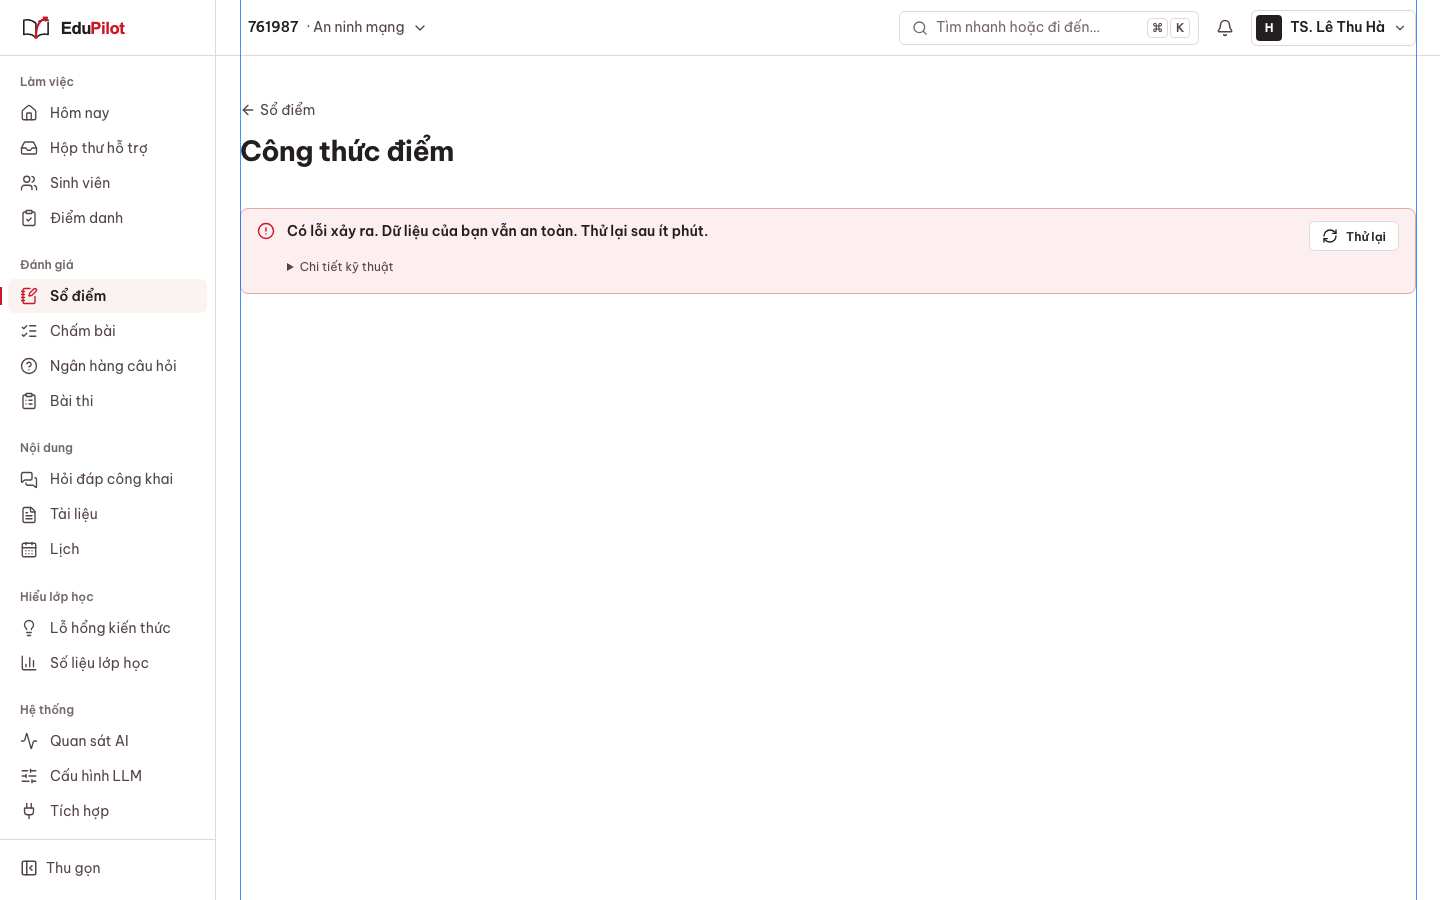 EduPilot
761987 · An ninh mạng
Tìm nhanh hoặc đi đến...
⌘ K
H TS. Lê Thu Hà
Làm việc
Hôm nay
Hộp thư hỗ trợ
Sinh viên
Điểm danh
Đánh giá
Sổ điểm
Chấm bài
Ngân hàng câu hỏi
Bài thi
Nội dung
Hỏi đáp công khai
Tài liệu
Lịch
Hiểu lớp học
Lỗ hổng kiến thức
Số liệu lớp học
Hệ thống
Quan sát AI
Cấu hình LLM
Tích hợp
Thu gọn
Sổ điểm
Công thức điểm
Có lỗi xảy ra. Dữ liệu của bạn vẫn an toàn. Thử lại sau ít phút.
Thử lại
Chi tiết kỹ thuật